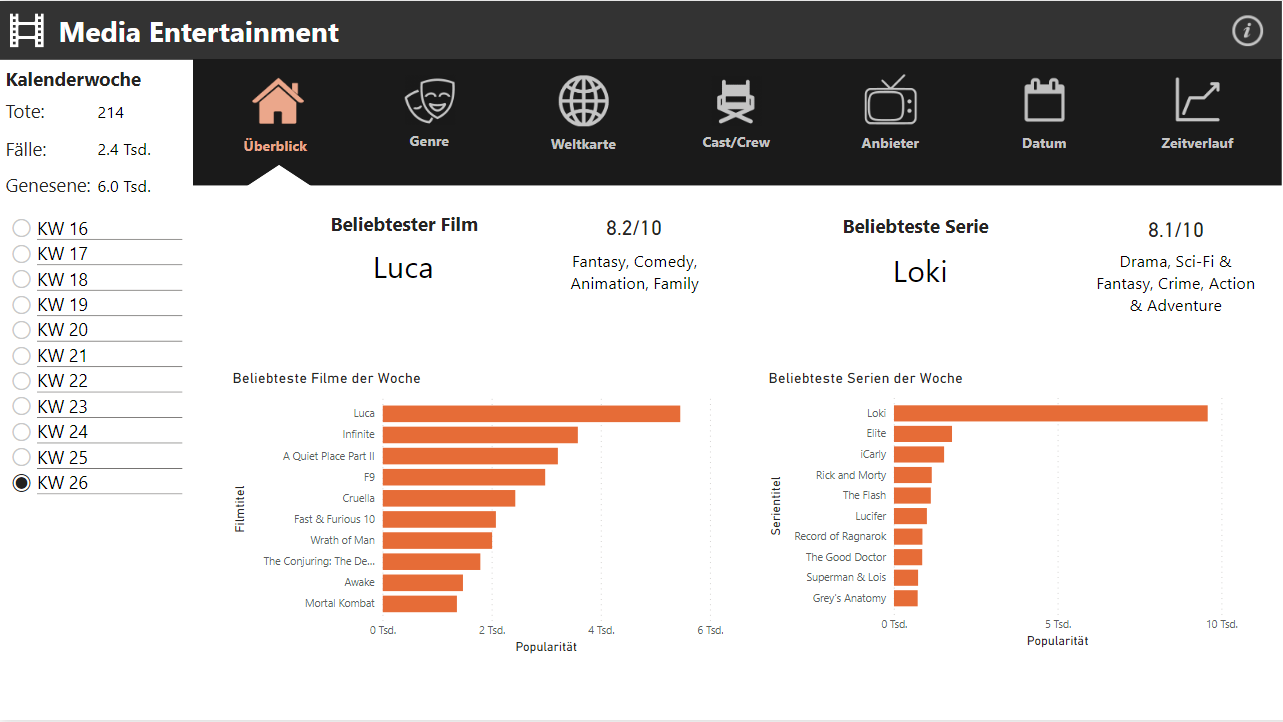 Media Entertainment
i
Kalenderwoche
Tote: 214
Fälle: 2.4 Tsd.
Genesene: 6.0 Tsd.
KW 16
KW 17
KW 18
KW 19
KW 20
KW 21
KW 22
KW 23
KW 24
KW 25
KW 26
Überblick
Genre
Weltkarte
Cast/Crew
Anbieter
Datum
Zeitverlauf
Beliebtester Film
Luca
8.2/10
Fantasy, Comedy,
Animation, Family
Beliebteste Serie
Loki
8.1/10
Drama, Sci-Fi &
Fantasy, Crime, Action
& Adventure
Beliebteste Filme der Woche
Filmtitel
Luca
Infinite
A Quiet Place Part II
F9
Cruella
Fast & Furious 10
Wrath of Man
The Conjuring: The De...
Awake
Mortal Kombat
0 Tsd. 2 Tsd. 4 Tsd. 6 Tsd.
Popularität
Beliebteste Serien der Woche
Serientitel
Loki
Elite
iCarly
Rick and Morty
The Flash
Lucifer
Record of Ragnarok
The Good Doctor
Superman & Lois
Grey's Anatomy
0 Tsd. 5 Tsd. 10 Tsd.
Popularität